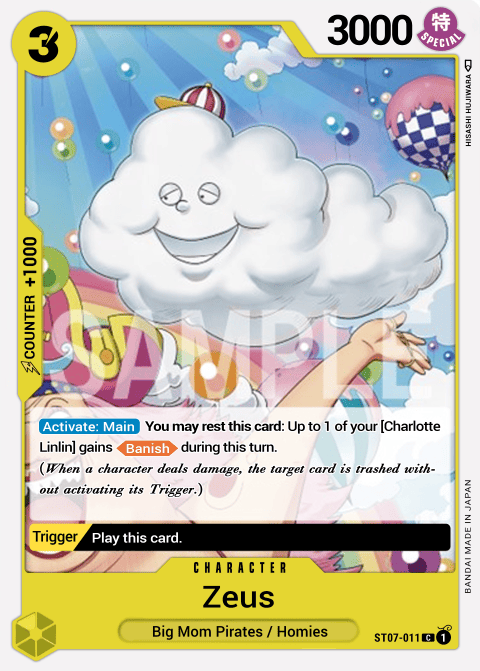 3
3000
特
SPECIAL
HISASHI HUJIIWARA
COUNTER +1000
SAMPLE
Activate: Main You may rest this card: Up to 1 of your [Charlotte
Linlin] gains Banish during this turn.
(When a character deals damage, the target card is trashed with-
out activating its Trigger.)
Trigger Play this card.
BANDAI MADE IN JAPAN
CHARACTER
Zeus
Big Mom Pirates / Homies
ST07-011 C 1